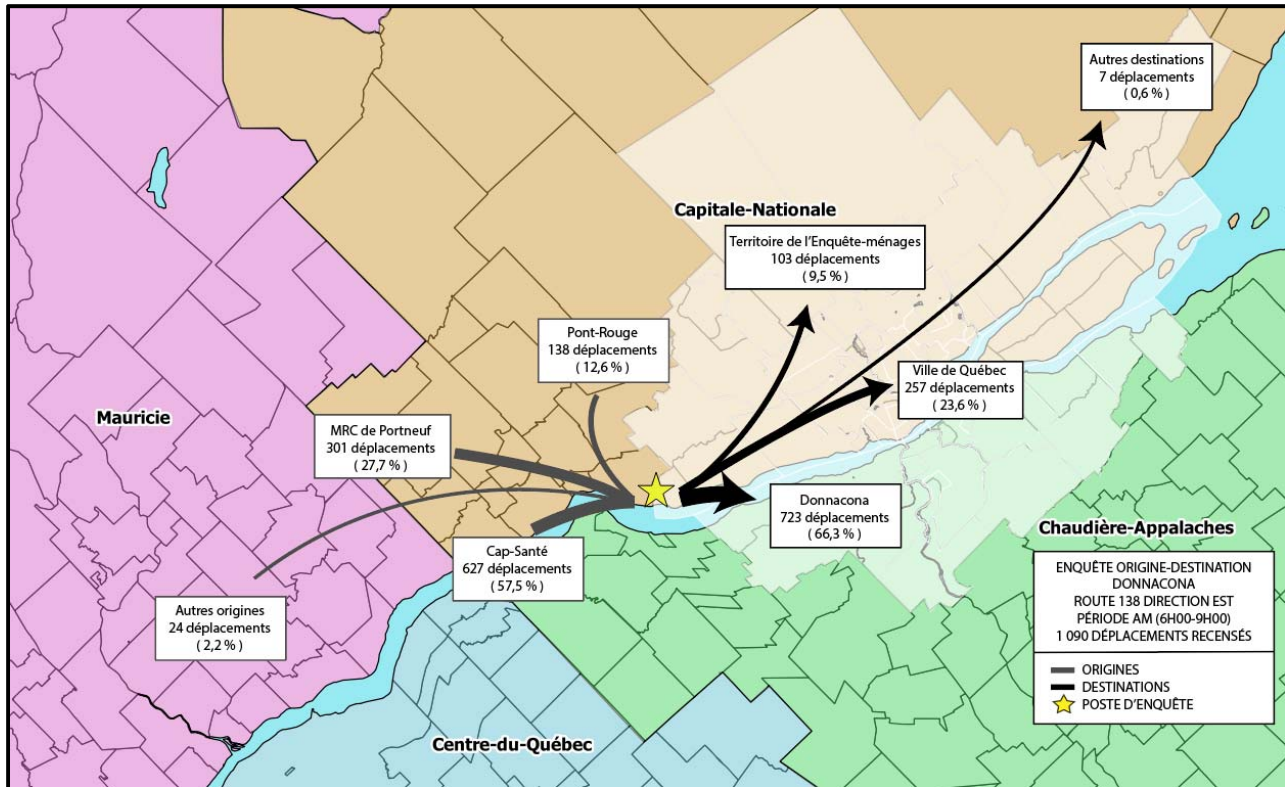 Autres destinations
7 déplacements
( 0,6 % )
Capitale-Nationale
Territoire de l'Enquête-ménages
103 déplacements
( 9,5 % )
Pont-Rouge
138 déplacements
( 12,6 % )
Ville de Québec
257 déplacements
( 23,6 % )
Mauricie
MRC de Portneuf
301 déplacements
( 27,7 % )
Donnacona
723 déplacements
( 66,3 % )
Cap-Santé
627 déplacements
( 57,5 % )
Chaudière-Appalaches
Autres origines
24 déplacements
( 2,2 % )
ENQUÊTE ORIGINE-DESTINATION
DONNACONA
ROUTE 138 DIRECTION EST
PÉRIODE AM (6H00-9H00)
1 090 DÉPLACEMENTS RECENSÉS
ORIGINES
DESTINATIONS
POSTE D'ENQUÊTE
Centre-du-Québec